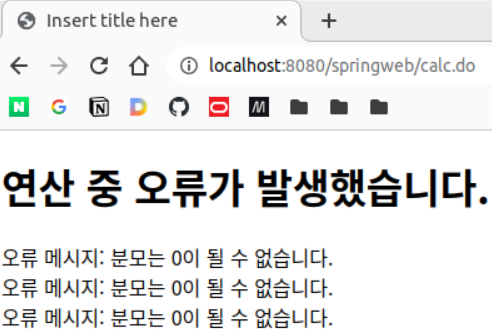 Insert title here
localhost:8080/springweb/calc.do
N G N D M
연산 중 오류가 발생했습니다.
오류 메시지: 분모는 0이 될 수 없습니다.
오류 메시지: 분모는 0이 될 수 없습니다.
오류 메시지: 분모는 0이 될 수 없습니다.